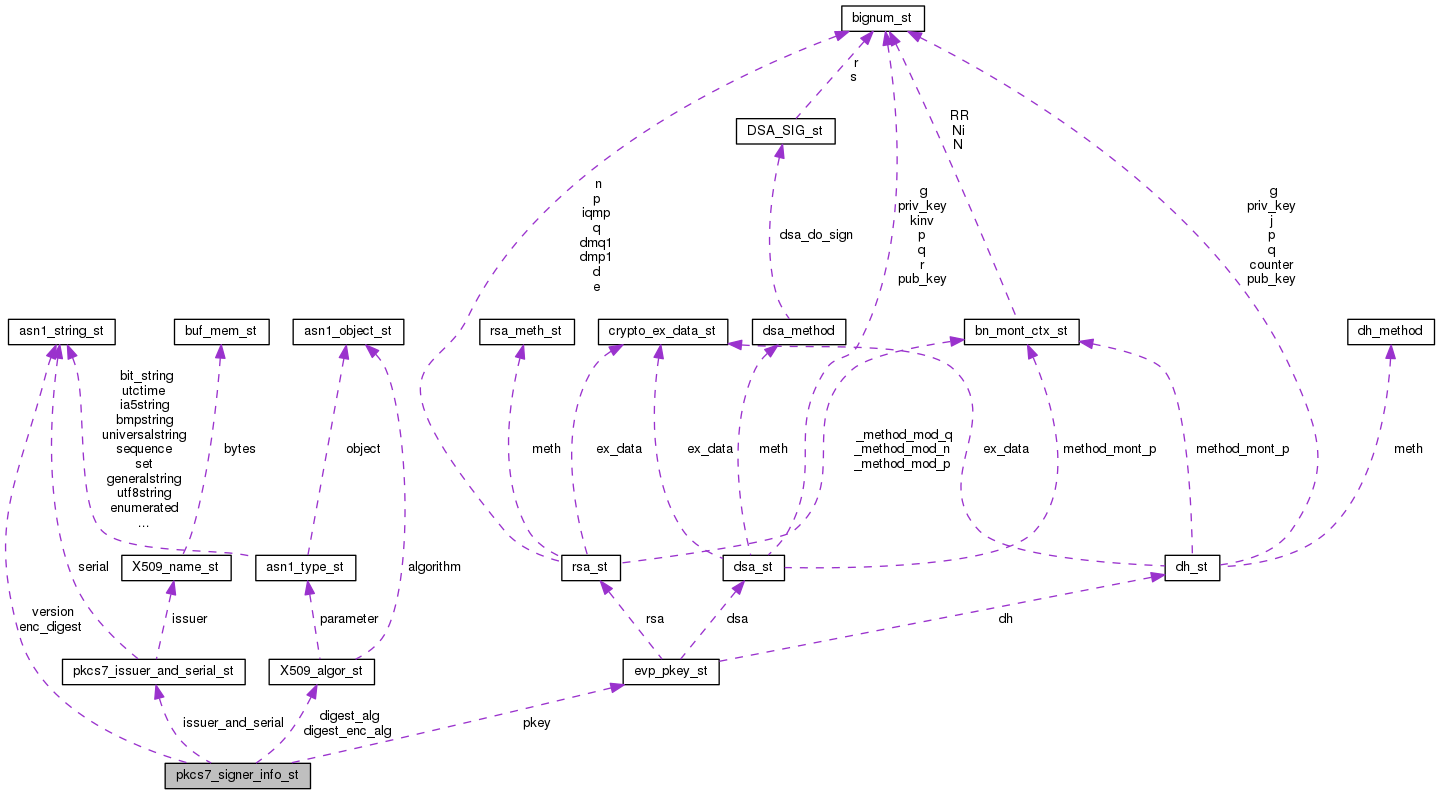 bignum_st
r
s
DSA_SIG_st
RR
Ni
N
n
p
iqmp
q
dmq1
dmp1
d
e
dsa_do_sign
g
priv_key
kinv
p
q
r
pub_key
g
priv_key
j
p
q
counter
pub_key
asn1_string_st
buf_mem_st
asn1_object_st
rsa_meth_st
crypto_ex_data_st
dsa_method
bn_mont_ctx_st
dh_method
bit_string
utctime
ia5string
bmpstring
universalstring
sequence
set
generalstring
utf8string
enumerated
...
bytes
object
meth
ex_data
ex_data
meth
_method_mod_q
_method_mod_n
_method_mod_p
ex_data
method_mont_p
method_mont_p
meth
serial
X509_name_st
asn1_type_st
algorithm
rsa_st
dsa_st
dh_st
version
enc_digest
issuer
parameter
rsa
dsa
dh
pkcs7_issuer_and_serial_st
X509_algor_st
evp_pkey_st
issuer_and_serial
digest_alg
digest_enc_alg
pkey
pkcs7_signer_info_st